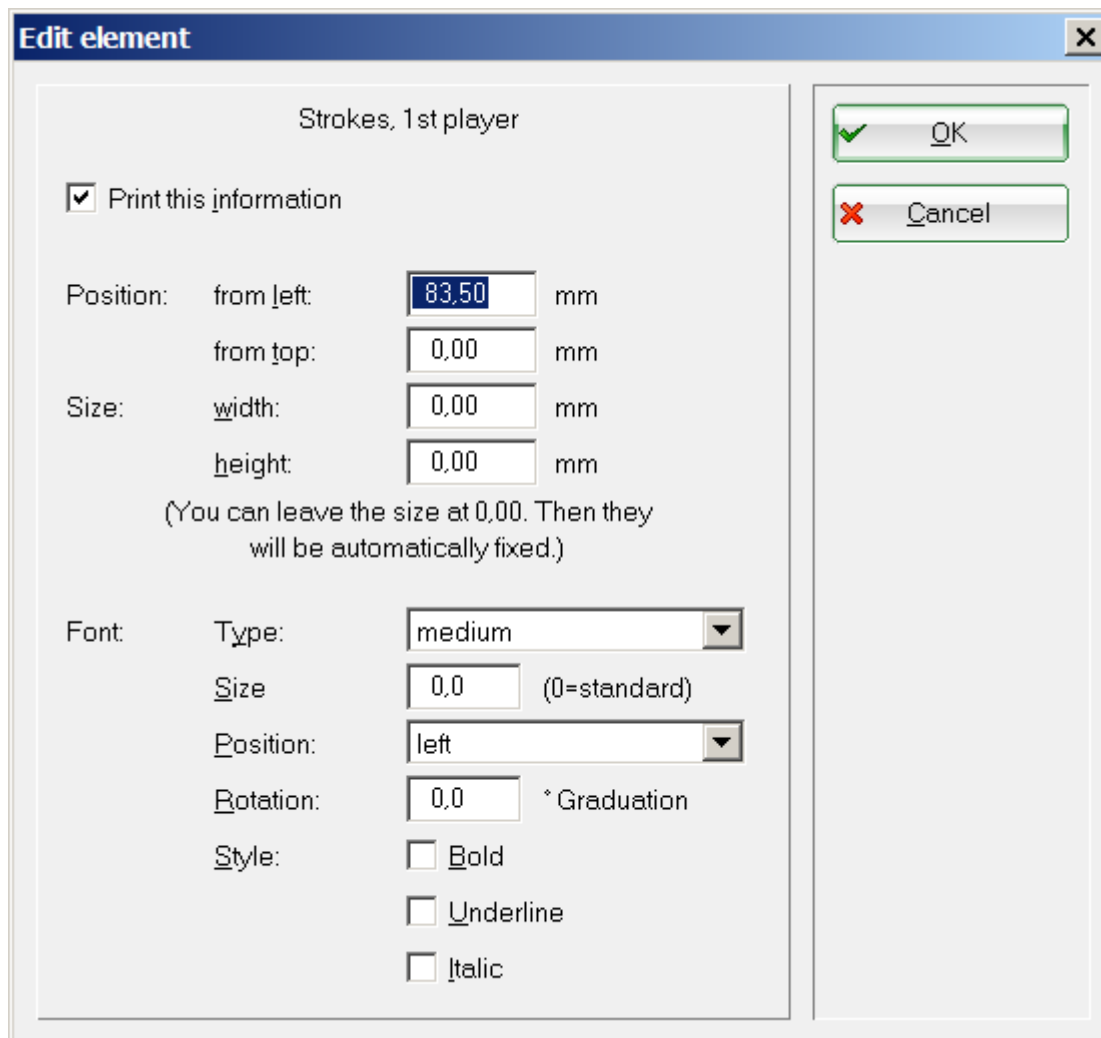 Edit element
Strokes, 1st player
OK
Print this information
Cancel
Position: from left: 83,50 mm
from top: 0,00 mm
Size: width: 0,00 mm
height: 0,00 mm
(You can leave the size at 0,00. Then they
will be automatically fixed.)
Font: Type: medium
Size 0,0 (0=standard)
Position: left
Rotation: 0,0 ° Graduation
Style: Bold
Underline
Italic